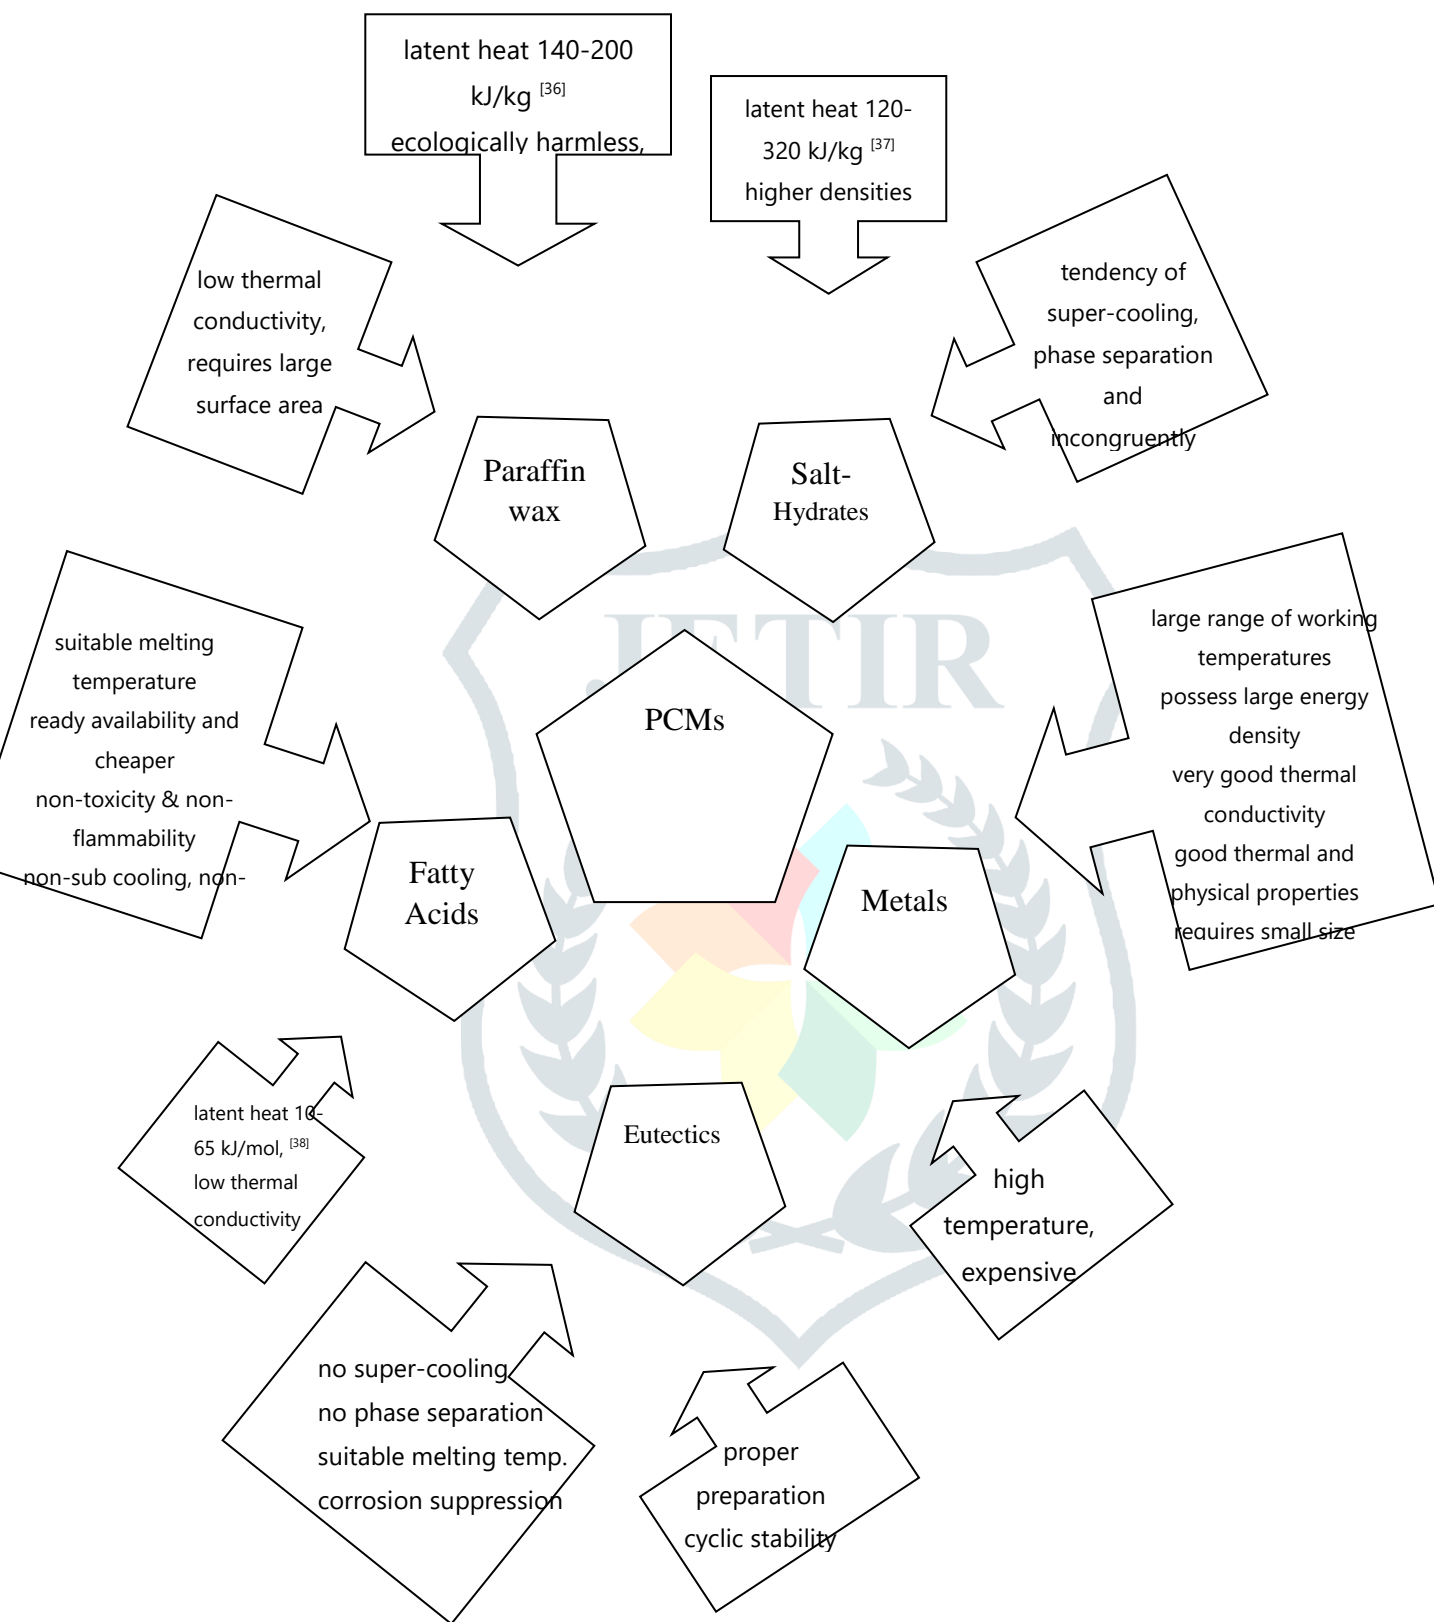 latent heat 140-200
kJ/kg [36]
ecologically harmless,
latent heat 120-
320 kJ/kg [37]
higher densities
low thermal
conductivity,
requires large
surface area
tendency of
super-cooling,
phase separation
and
incongruently
Paraffin
wax
Salt-
Hydrates
JETIR
PCMs
suitable melting
temperature
ready availability and
cheaper
non-toxicity & non-
flammability
non-sub cooling, non-
large range of working
temperatures
possess large energy
density
very good thermal
conductivity
good thermal and
physical properties
requires small size
Fatty
Acids
Metals
Eutectics
latent heat 10-
65 kJ/mol, [38]
low thermal
conductivity
high
temperature,
expensive
no super-cooling
no phase separation
suitable melting temp.
corrosion suppression
proper
preparation
cyclic stability